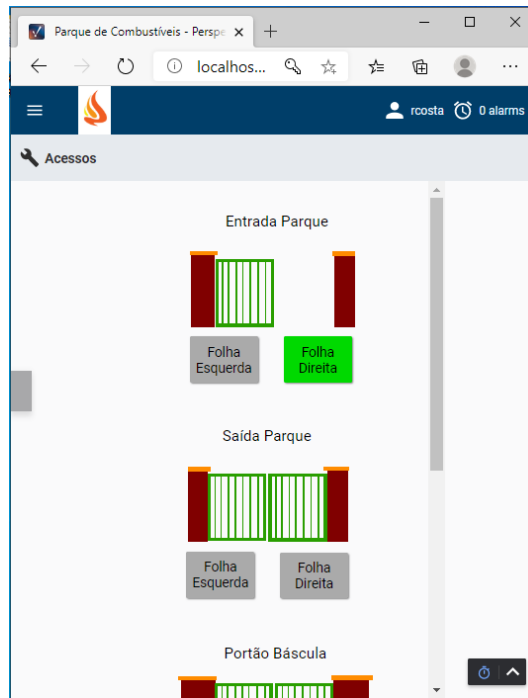 Parque de Combustíveis - Perspe
localhos...
rcosta
0 alarms
Acessos
Entrada Parque
Folha
Esquerda
Folha
Direita
Saída Parque
Folha
Esquerda
Folha
Direita
Portão Báscula